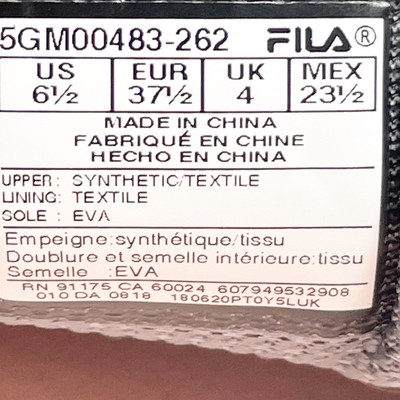 5GM00483-262 FILA®
US EUR UK MEX
6½ 37½ 4 23½
MADE IN CHINA
FABRIQUÉ EN CHINE
HECHO EN CHINA
UPPER: SYNTHETIC/TEXTILE
LINING: TEXTILE
SOLE : EVA
Empeigne:synthétique/tissu
Doublure et semelle intérieure:tissu
Semelle :EVA
RN 91175 CA 60024 607949532908
010 DA 0818 180620PT0Y5LUK